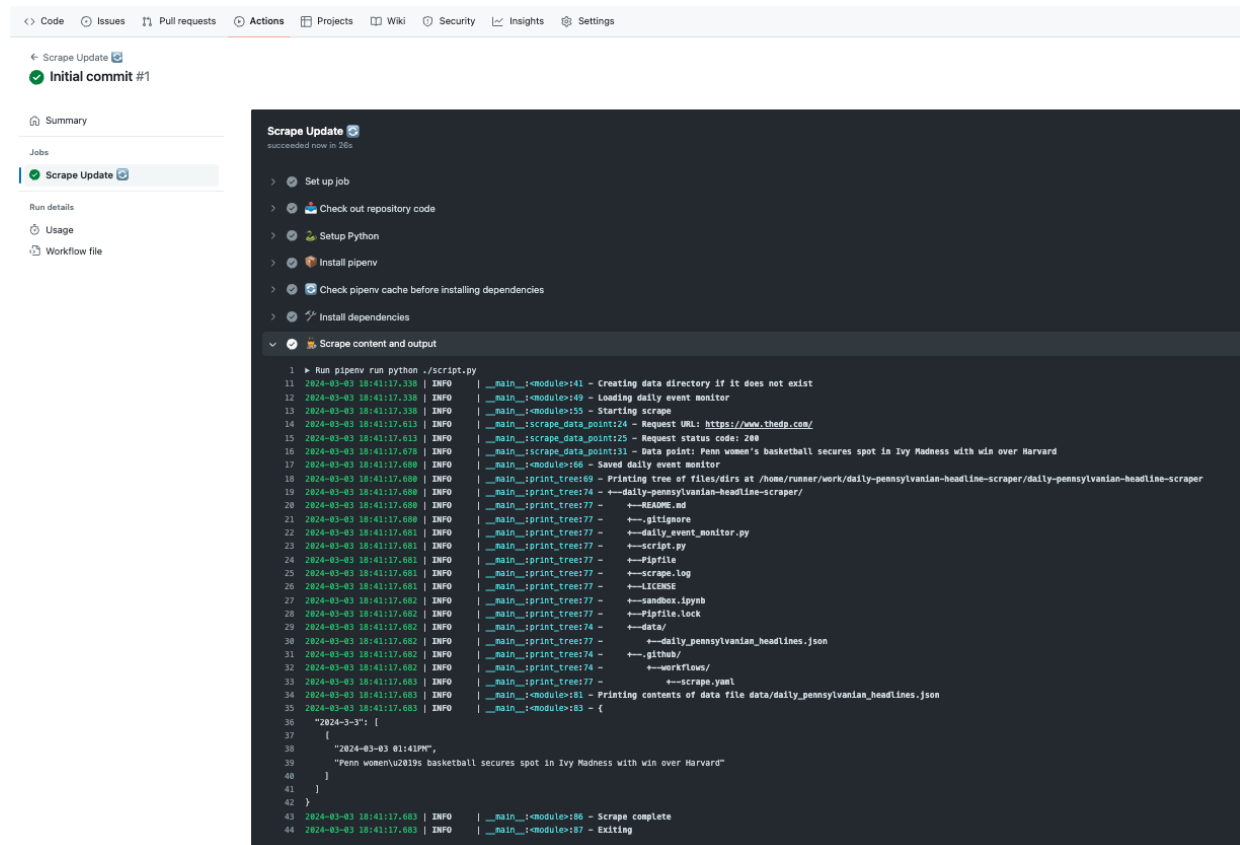 Code Issues Pull requests Actions Projects Wiki Security Insights Settings
← Scrape Update 🔄
Initial commit #1
Summary
Jobs
Scrape Update 🔄
Run details
Usage
Workflow file
Scrape Update 🔄
succeeded now in 26s
Set up job
📥 Check out repository code
🐍 Setup Python
📦 Install pipenv
🔄 Check pipenv cache before installing dependencies
🛠 Install dependencies
Scrape content and output
1 ▶ Run pipenv run python ./script.py
11 2024-03-03 18:41:17.338 | INFO | __main__:<module>:41 - Creating data directory if it does not exist
12 2024-03-03 18:41:17.338 | INFO | __main__:<module>:49 - Loading daily event monitor
13 2024-03-03 18:41:17.338 | INFO | __main__:<module>:55 - Starting scrape
14 2024-03-03 18:41:17.613 | INFO | __main__:scrape_data_point:24 - Request URL: https://www.thedp.com/
15 2024-03-03 18:41:17.613 | INFO | __main__:scrape_data_point:25 - Request status code: 200
16 2024-03-03 18:41:17.678 | INFO | __main__:scrape_data_point:31 - Data point: Penn women's basketball secures spot in Ivy Madness with win over Harvard
17 2024-03-03 18:41:17.680 | INFO | __main__:<module>:66 - Saved daily event monitor
18 2024-03-03 18:41:17.680 | INFO | __main__:print_tree:69 - Printing tree of files/dirs at /home/runner/work/daily-pennsylvanian-headline-scraper/daily-pennsylvanian-headline-scraper
19 2024-03-03 18:41:17.680 | INFO | __main__:print_tree:74 - +--daily-pennsylvanian-headline-scraper/
20 2024-03-03 18:41:17.680 | INFO | __main__:print_tree:77 - +--README.md
21 2024-03-03 18:41:17.680 | INFO | __main__:print_tree:77 - +--.gitignore
22 2024-03-03 18:41:17.681 | INFO | __main__:print_tree:77 - +--daily_event_monitor.py
23 2024-03-03 18:41:17.681 | INFO | __main__:print_tree:77 - +--script.py
24 2024-03-03 18:41:17.681 | INFO | __main__:print_tree:77 - +--Pipfile
25 2024-03-03 18:41:17.681 | INFO | __main__:print_tree:77 - +--scrape.log
26 2024-03-03 18:41:17.681 | INFO | __main__:print_tree:77 - +--LICENSE
27 2024-03-03 18:41:17.682 | INFO | __main__:print_tree:77 - +--sandbox.ipynb
28 2024-03-03 18:41:17.682 | INFO | __main__:print_tree:77 - +--Pipfile.lock
29 2024-03-03 18:41:17.682 | INFO | __main__:print_tree:74 - +--data/
30 2024-03-03 18:41:17.682 | INFO | __main__:print_tree:77 - +--daily_pennsylvanian_headlines.json
31 2024-03-03 18:41:17.682 | INFO | __main__:print_tree:74 - +--.github/
32 2024-03-03 18:41:17.682 | INFO | __main__:print_tree:74 - +--workflows/
33 2024-03-03 18:41:17.683 | INFO | __main__:print_tree:77 - +--scrape.yaml
34 2024-03-03 18:41:17.683 | INFO | __main__:<module>:81 - Printing contents of data file data/daily_pennsylvanian_headlines.json
35 2024-03-03 18:41:17.683 | INFO | __main__:<module>:83 - {
36 "2024-3-3": [
37 [
38 "2024-03-03 01:41PM",
39 "Penn women\u2019s basketball secures spot in Ivy Madness with win over Harvard"
40 ]
41 ]
42 }
43 2024-03-03 18:41:17.683 | INFO | __main__:<module>:86 - Scrape complete
44 2024-03-03 18:41:17.683 | INFO | __main__:<module>:87 - Exiting